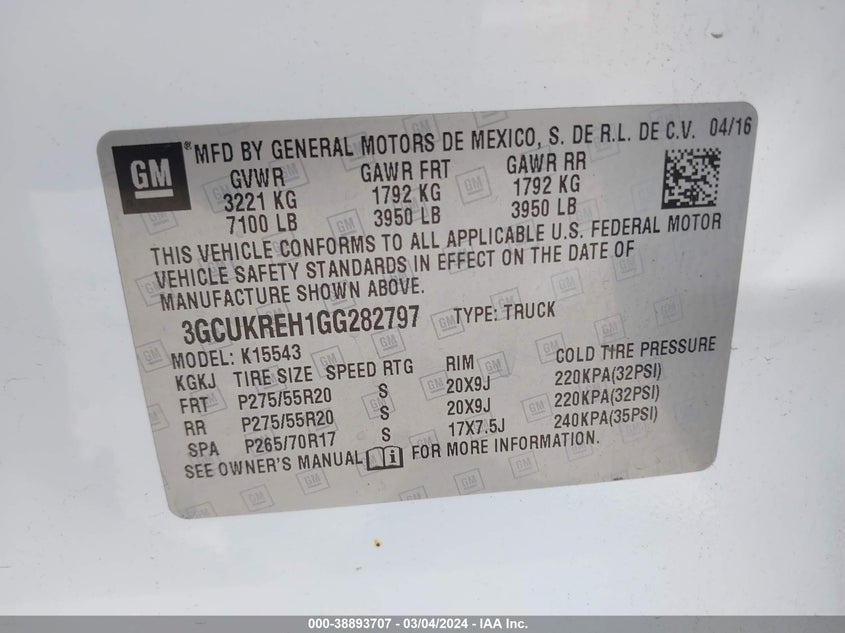 GM ® MFD BY GENERAL MOTORS DE MEXICO, S. DE R.L. DE C.V. 04/16
GVWR GAWR FRT GAWR RR
3221 KG 1792 KG 1792 KG
7100 LB 3950 LB 3950 LB
THIS VEHICLE CONFORMS TO ALL APPLICABLE U.S. FEDERAL MOTOR
VEHICLE SAFETY STANDARDS IN EFFECT ON THE DATE OF
MANUFACTURE SHOWN ABOVE.
3GCUKREH1GG282797 TYPE: TRUCK
MODEL: K15543
KGKJ TIRE SIZE SPEED RTG RIM COLD TIRE PRESSURE
FRT P275/55R20 S 20X9J 220KPA(32PSI)
RR P275/55R20 S 20X9J 220KPA(32PSI)
SPA P265/70R17 S 17X7.5J 240KPA(35PSI)
SEE OWNER'S MANUAL FOR MORE INFORMATION.
000-38893707 - 03/04/2024 - IAA Inc.